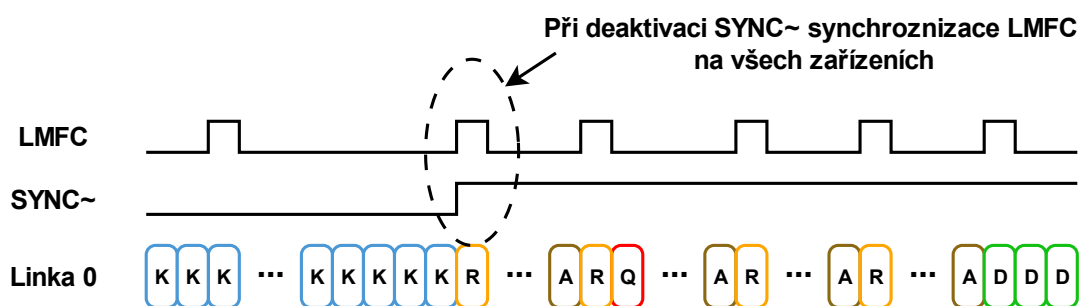 Při deaktivaci SYNC~ synchroznizace LMFC
na všech zařízeních
LMFC
SYNC~
Linka 0 K K K ... K K K K K R ... A R Q ... A R ... A R ... A D D D